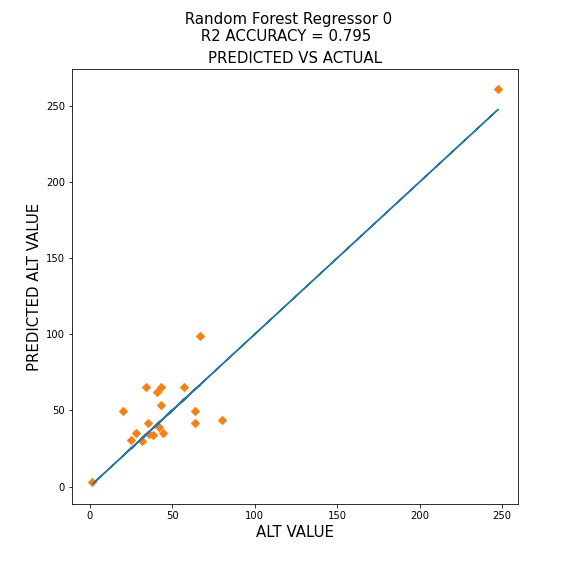 Random Forest Regressor 0
R2 ACCURACY = 0.795
PREDICTED VS ACTUAL
250
200
150
100
50
0
PREDICTED ALT VALUE
0 50 100 150 200 250
ALT VALUE